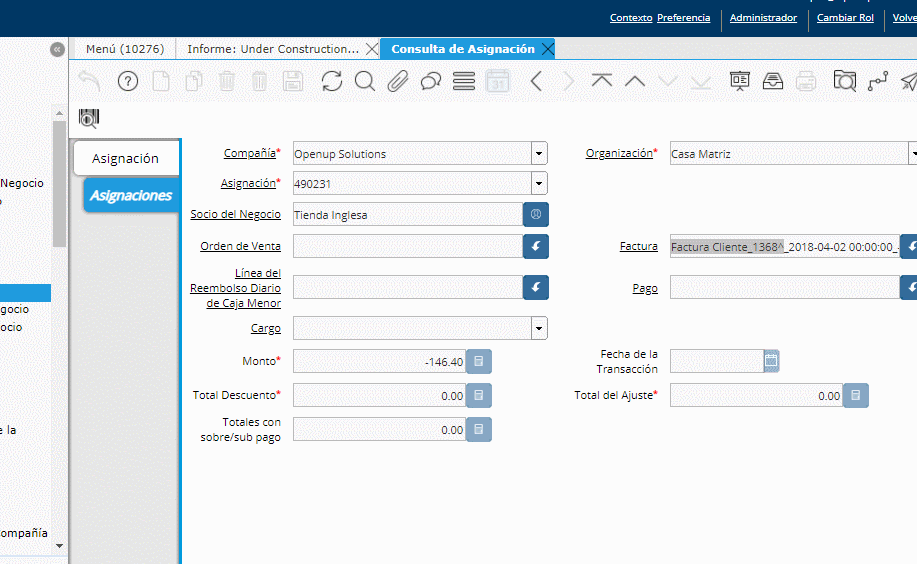 Contexto Preferencia Administrador Cambiar Rol Volve
Menú (10276) Informe: Under Construction... Consulta de Asignación
31
Asignación
Asignaciones
Negocio
gocio
ocio
e la
ompañía
Compañía* Openup Solutions Organización* Casa Matriz
Asignación* 490231
Socio del Negocio Tienda Inglesa
Orden de Venta Factura Factura Cliente_1368^_2018-04-02 00:00:00_
Línea del
Reembolso Diario
de Caja Menor
Pago
Cargo
Monto* -146.40
Fecha de la
Transacción
Total Descuento* 0.00 Total del Ajuste* 0.00
Totales con
sobre/sub pago
0.00